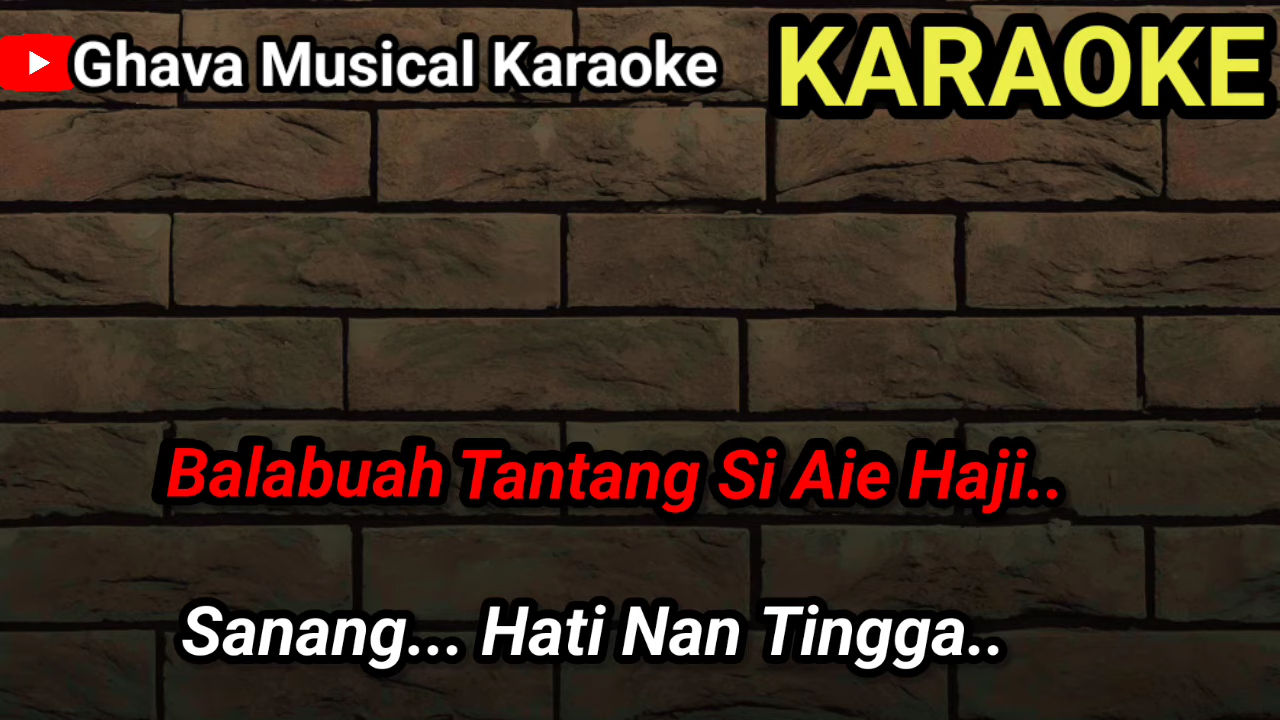 Ghava Musical Karaoke
KARAOKE
Balabuah Tantang Si Aie Haji..
Sanang... Hati Nan Tingga..